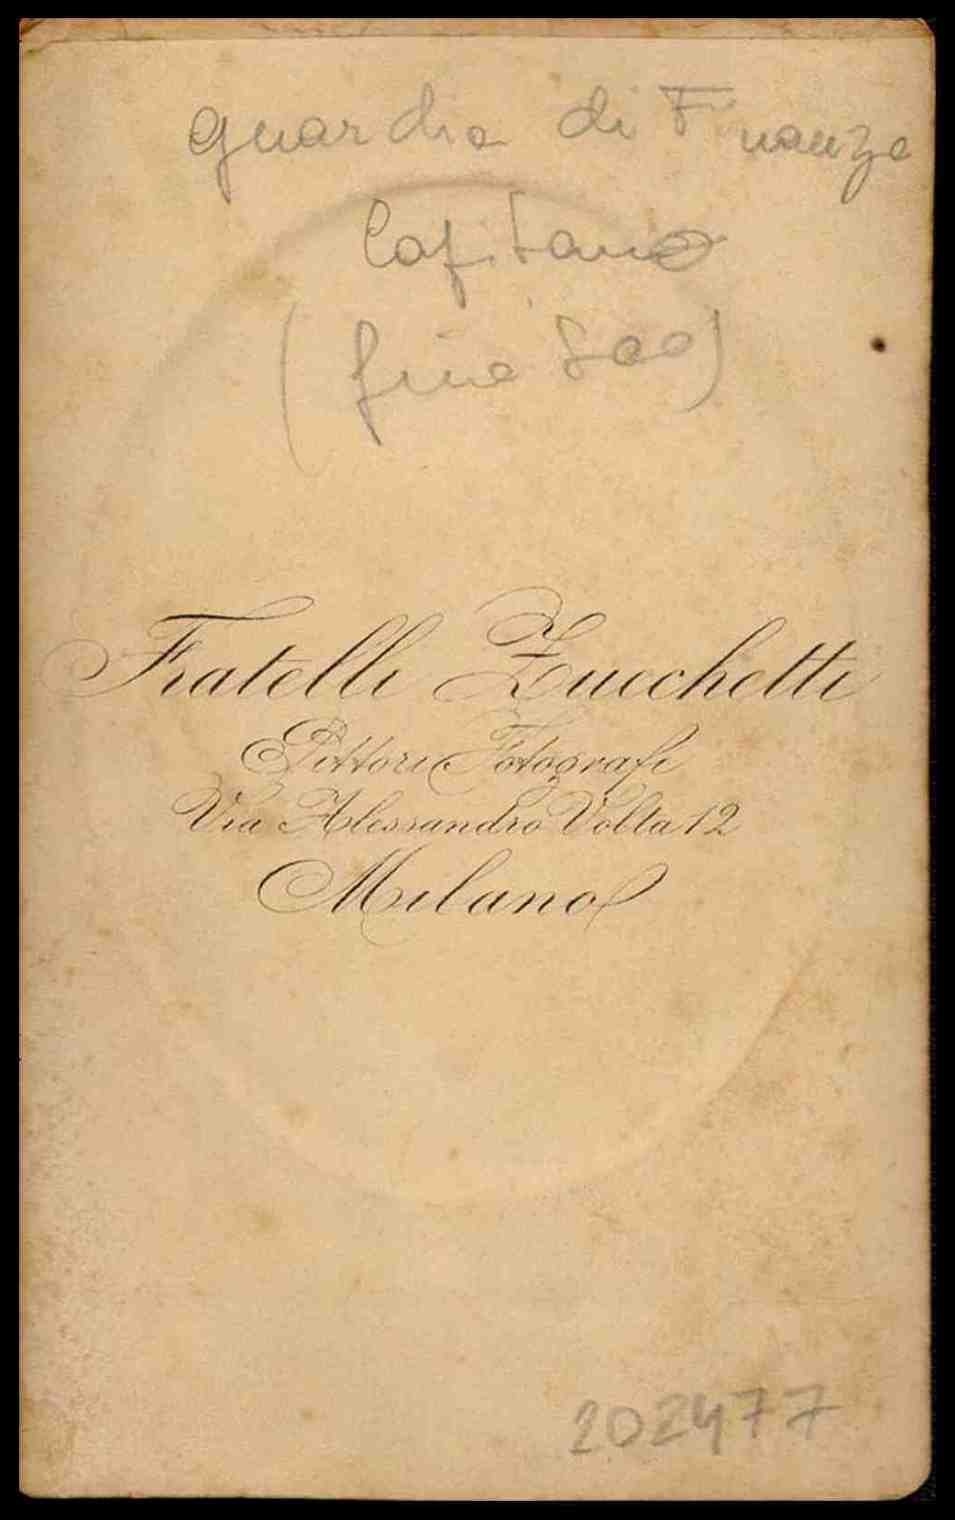 guardia di Finanza
Capitano
(fine 800)
Fratelli Zucchetti
Pittori Fotografi
Via Alessandro Volta 12
Milano
202477